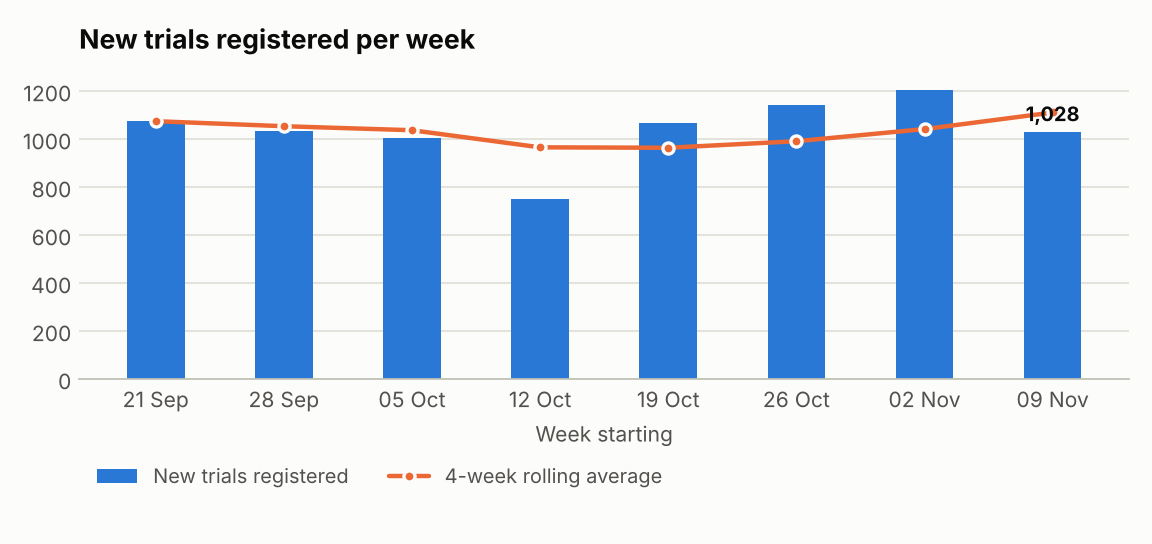 New trials registered per week
1200
1000
800
600
400
200
0
1,028
21 Sep 28 Sep 05 Oct 12 Oct 19 Oct 26 Oct 02 Nov 09 Nov
Week starting
New trials registered 4-week rolling average